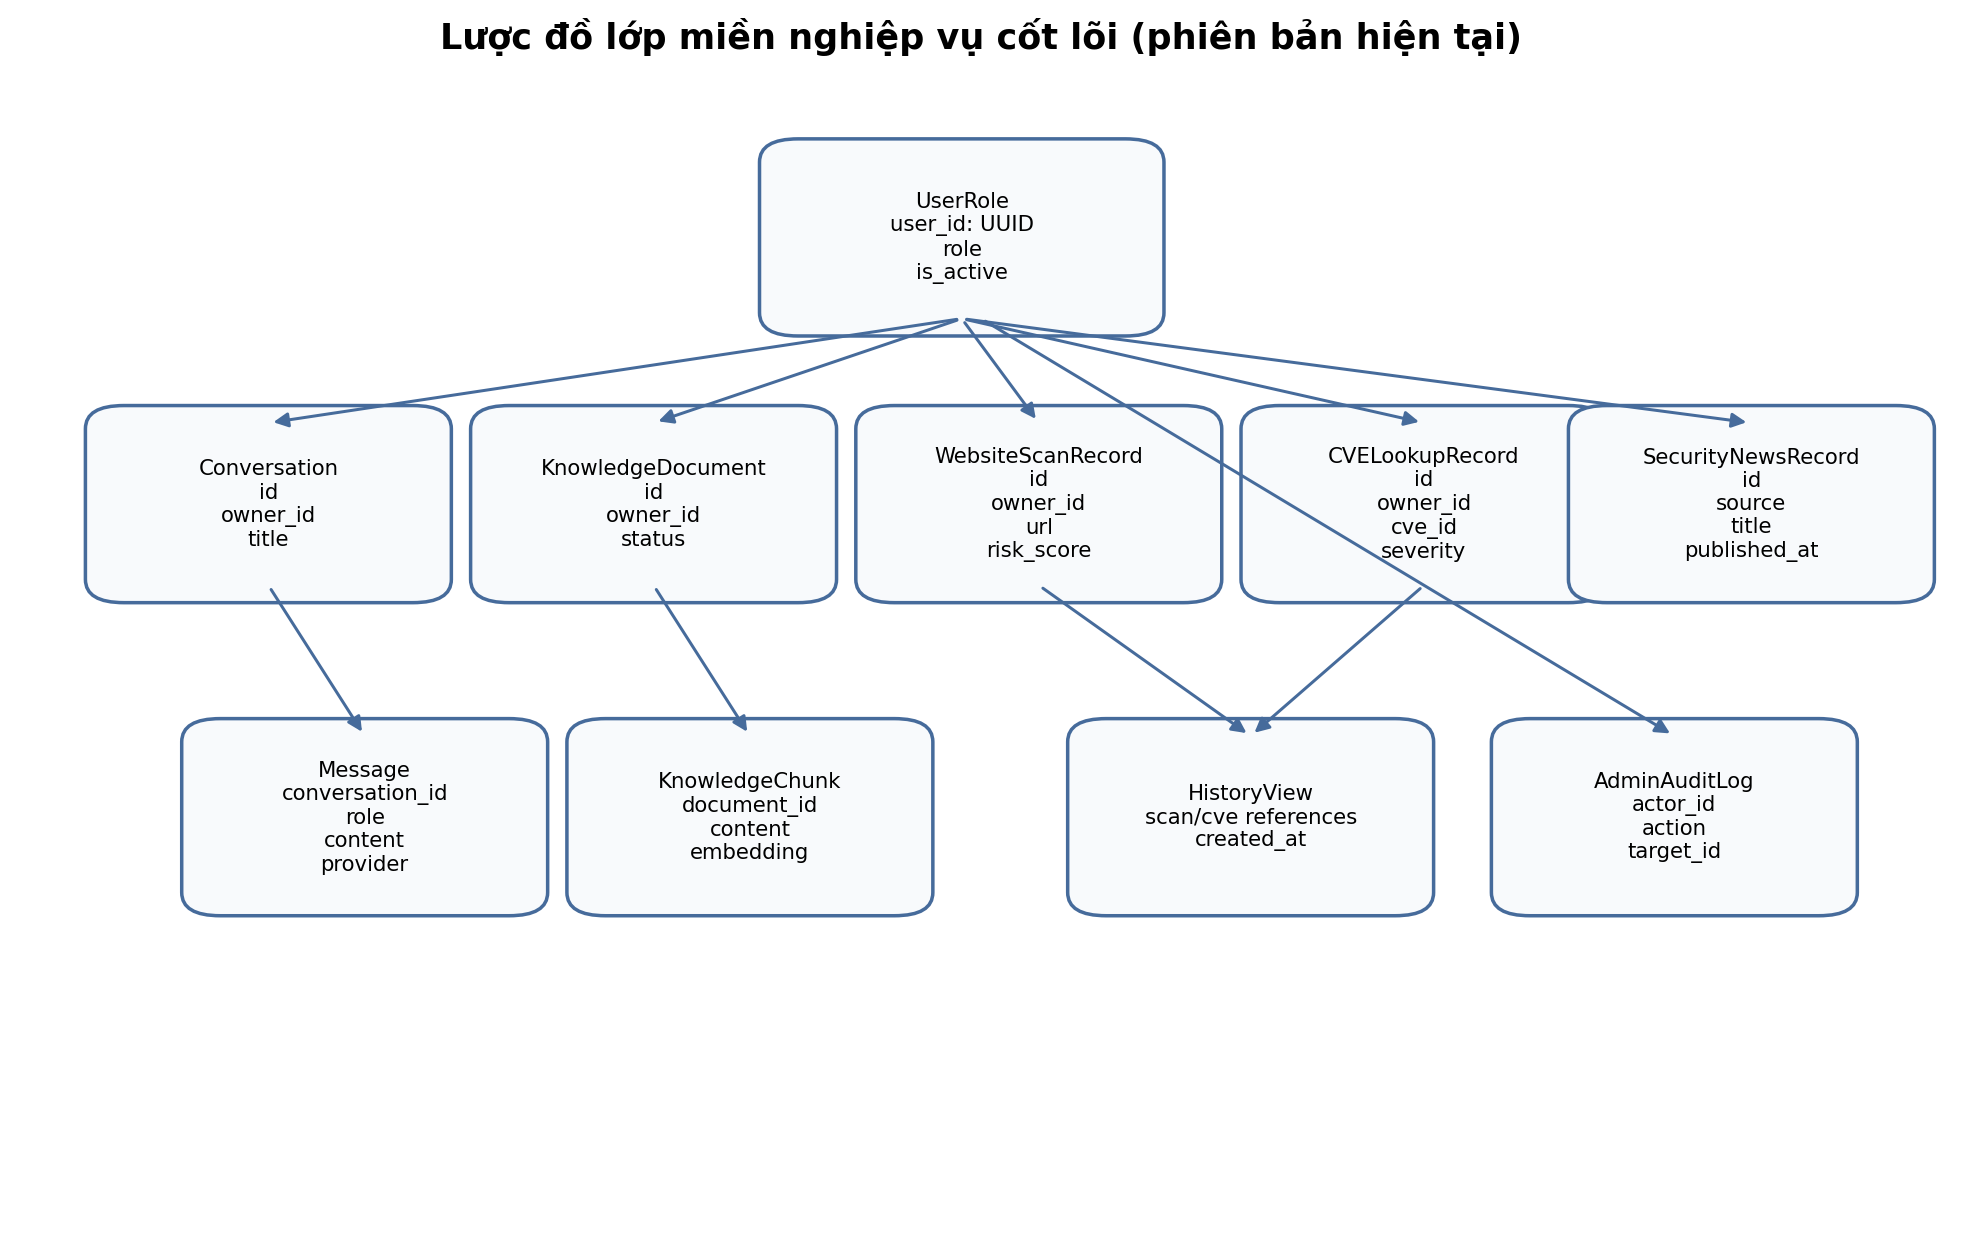 Lược đồ lớp miền nghiệp vụ cốt lõi (phiên bản hiện tại)
UserRole
user_id: UUID
role
is_active
Conversation
id
owner_id
title
KnowledgeDocument
id
owner_id
status
WebsiteScanRecord
id
owner_id
url
risk_score
CVELookupRecord
id
owner_id
cve_id
severity
SecurityNewsRecord
id
source
title
published_at
Message
conversation_id
role
content
provider
KnowledgeChunk
document_id
content
embedding
HistoryView
scan/cve references
created_at
AdminAuditLog
actor_id
action
target_id